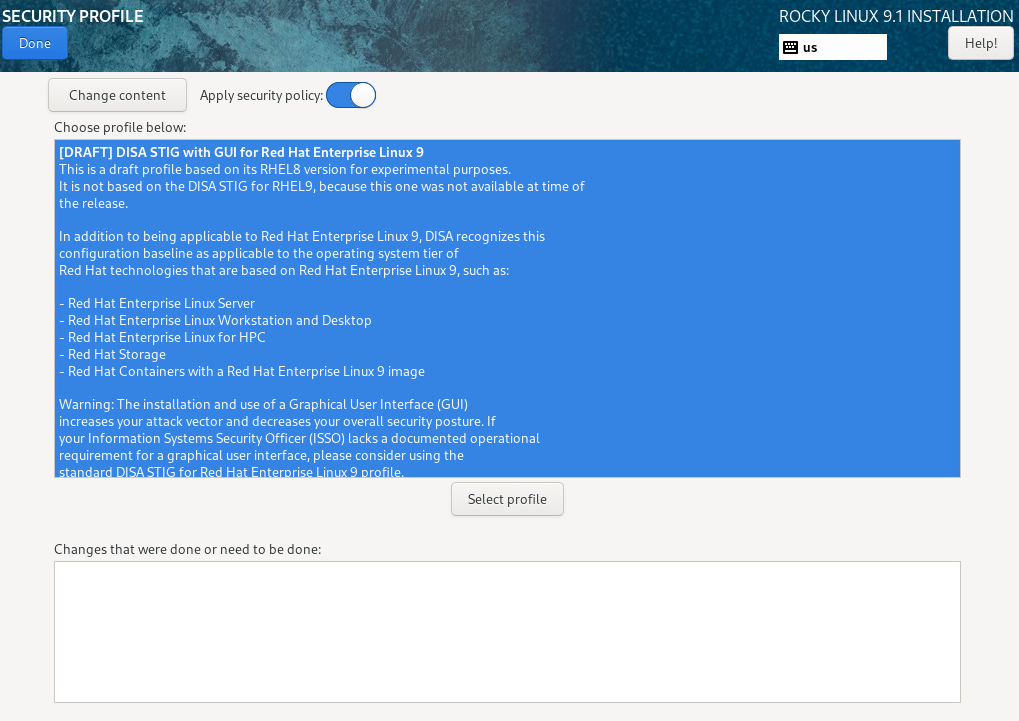 SECURITY PROFILE
ROCKY LINUX 9.1 INSTALLATION
Done
us
Help!
Change content
Apply security policy:
Choose profile below:
[DRAFT] DISA STIG with GUI for Red Hat Enterprise Linux 9
This is a draft profile based on its RHEL8 version for experimental purposes.
It is not based on the DISA STIG for RHEL9, because this one was not available at time of
the release.
In addition to being applicable to Red Hat Enterprise Linux 9, DISA recognizes this
configuration baseline as applicable to the operating system tier of
Red Hat technologies that are based on Red Hat Enterprise Linux 9, such as:
- Red Hat Enterprise Linux Server
- Red Hat Enterprise Linux Workstation and Desktop
- Red Hat Enterprise Linux for HPC
- Red Hat Storage
- Red Hat Containers with a Red Hat Enterprise Linux 9 image
Warning: The installation and use of a Graphical User Interface (GUI)
increases your attack vector and decreases your overall security posture. If
your Information Systems Security Officer (ISSO) lacks a documented operational
requirement for a graphical user interface, please consider using the
standard DISA STIG for Red Hat Enterprise Linux 9 profile.
Select profile
Changes that were done or need to be done: